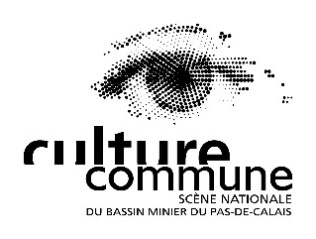 culture
commune
SCÈNE NATIONALE
DU BASSIN MINIER DU PAS-DE-CALAIS